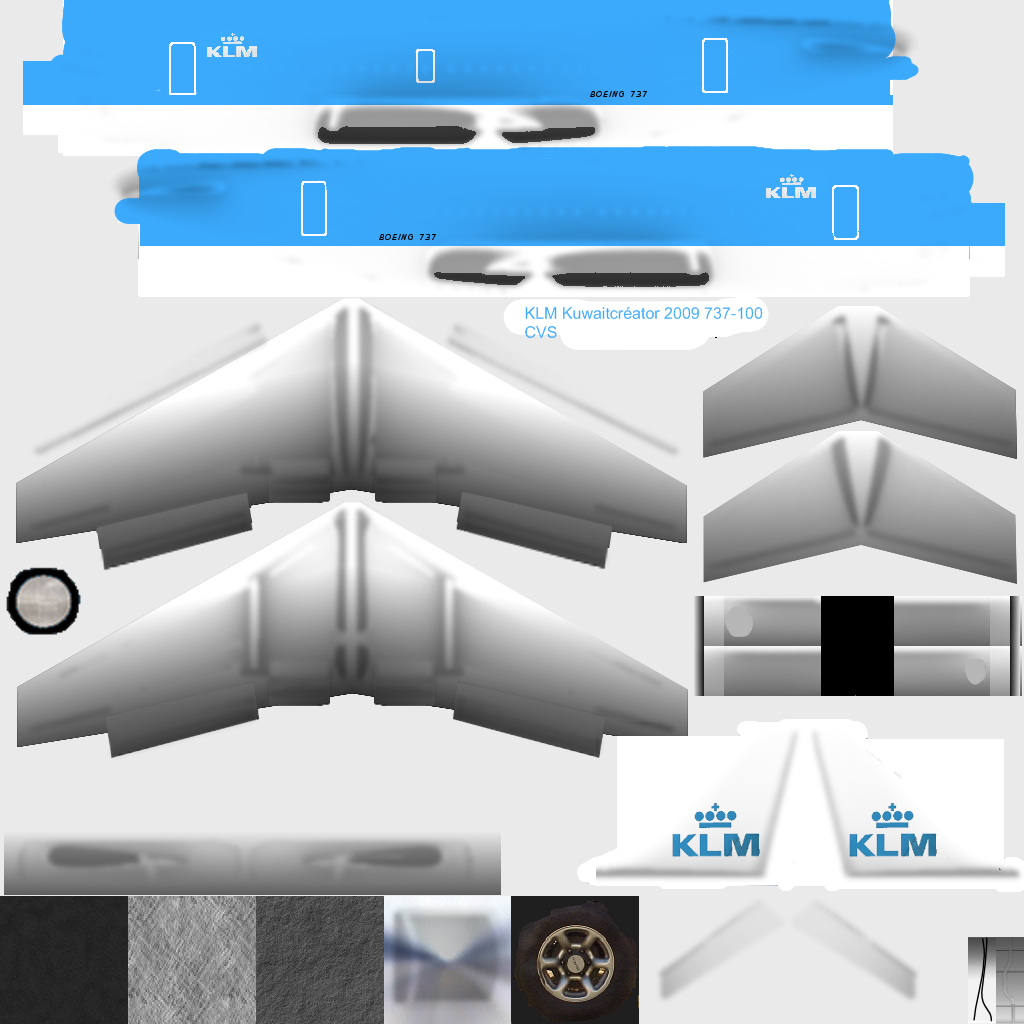 KLM
BOEING 737
KLM
BOEING 737
KLM Kuwaitcréator 2009 737-100
CVS
KLM KLM